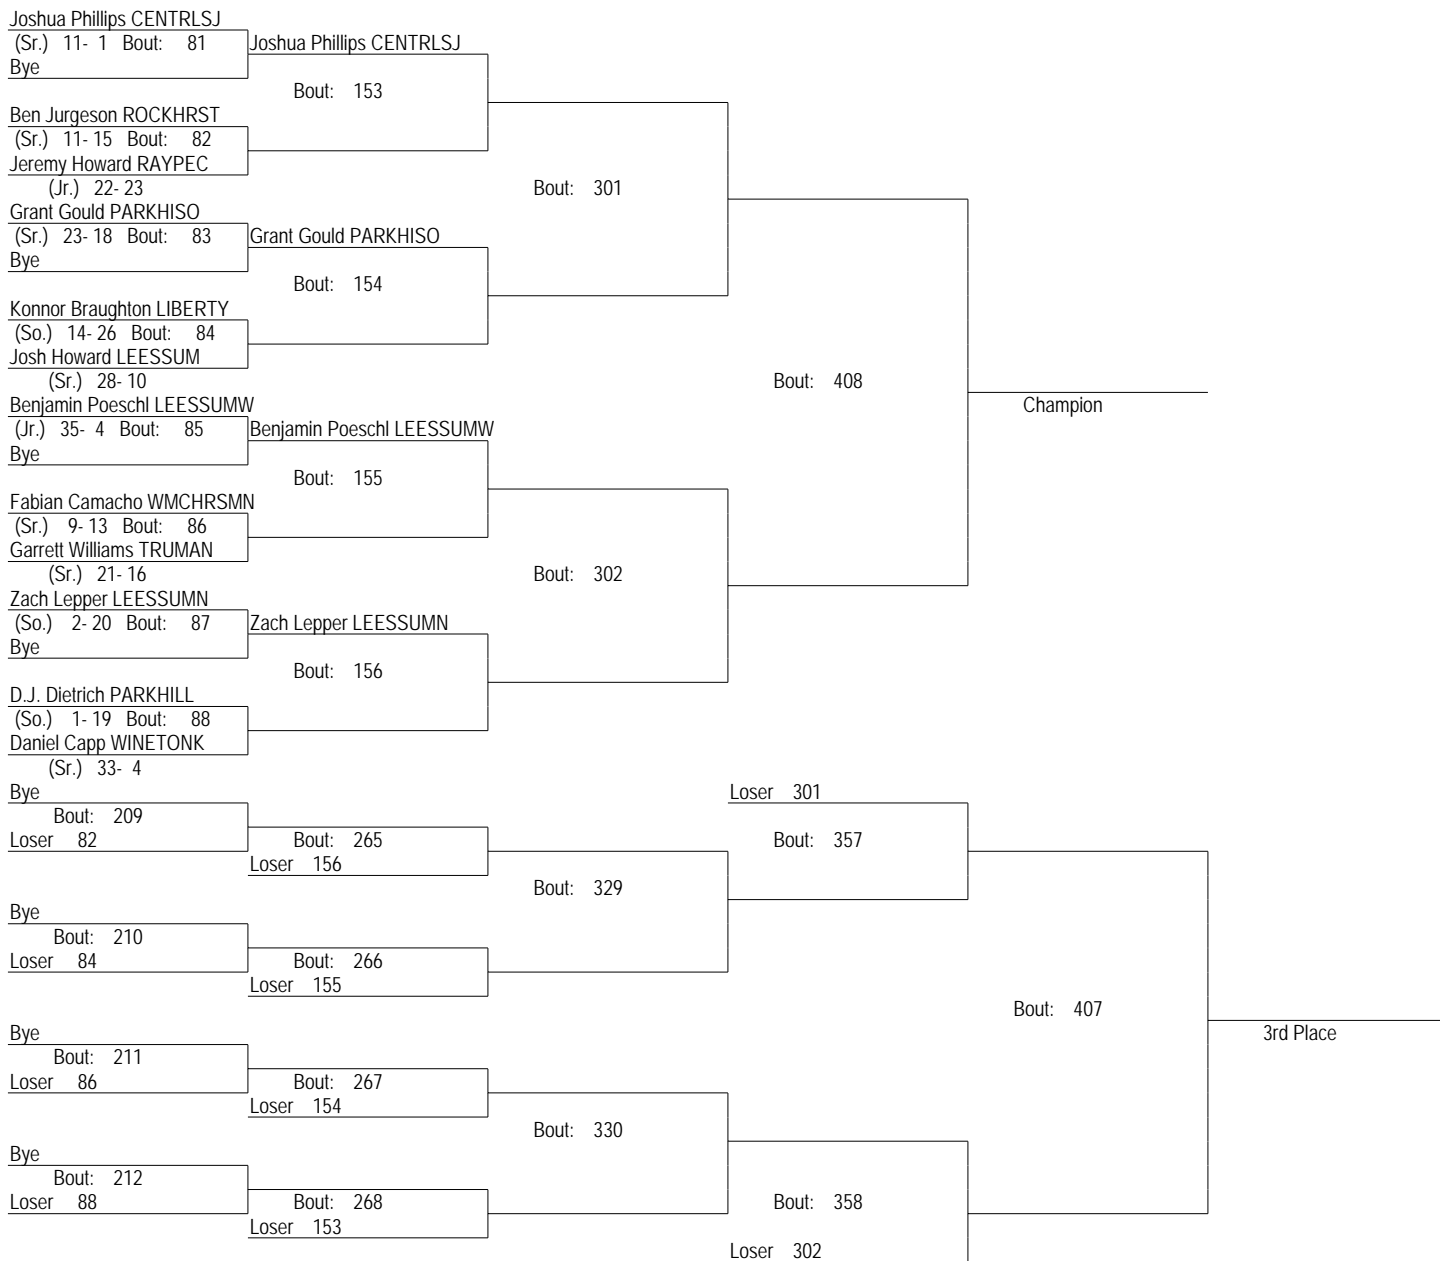 Joshua Phillips CENTRLSJ
(Sr.) 11- 1 Bout: 81
Joshua Phillips CENTRLSJ
Bye
Bout: 153
Ben Jurgeson ROCKHRST
(Sr.) 11- 15 Bout: 82
Jeremy Howard RAYPEC
(Jr.) 22- 23
Bout: 301
Grant Gould PARKHISO
(Sr.) 23- 18 Bout: 83
Grant Gould PARKHISO
Bye
Bout: 154
Konnor Braughton LIBERTY
(So.) 14- 26 Bout: 84
Josh Howard LEESSUM
(Sr.) 28- 10
Bout: 408
Champion
Benjamin Poeschl LEESSUMW
(Jr.) 35- 4 Bout: 85
Benjamin Poeschl LEESSUMW
Bye
Bout: 155
Fabian Camacho WMCHRSMN
(Sr.) 9- 13 Bout: 86
Garrett Williams TRUMAN
(Sr.) 21- 16
Bout: 302
Zach Lepper LEESSUMN
(So.) 2- 20 Bout: 87
Zach Lepper LEESSUMN
Bye
Bout: 156
D.J. Dietrich PARKHILL
(So.) 1- 19 Bout: 88
Daniel Capp WINETONK
(Sr.) 33- 4
Bye
Loser 301
Bout: 209
Loser 82
Bout: 265
Bout: 357
Loser 156
Bout: 329
Bye
Bout: 210
Loser 84
Bout: 266
Loser 155
Bout: 407
Bye
3rd Place
Bout: 211
Loser 86
Bout: 267
Loser 154
Bout: 330
Bye
Bout: 212
Loser 88
Bout: 268
Bout: 358
Loser 153
Loser 302